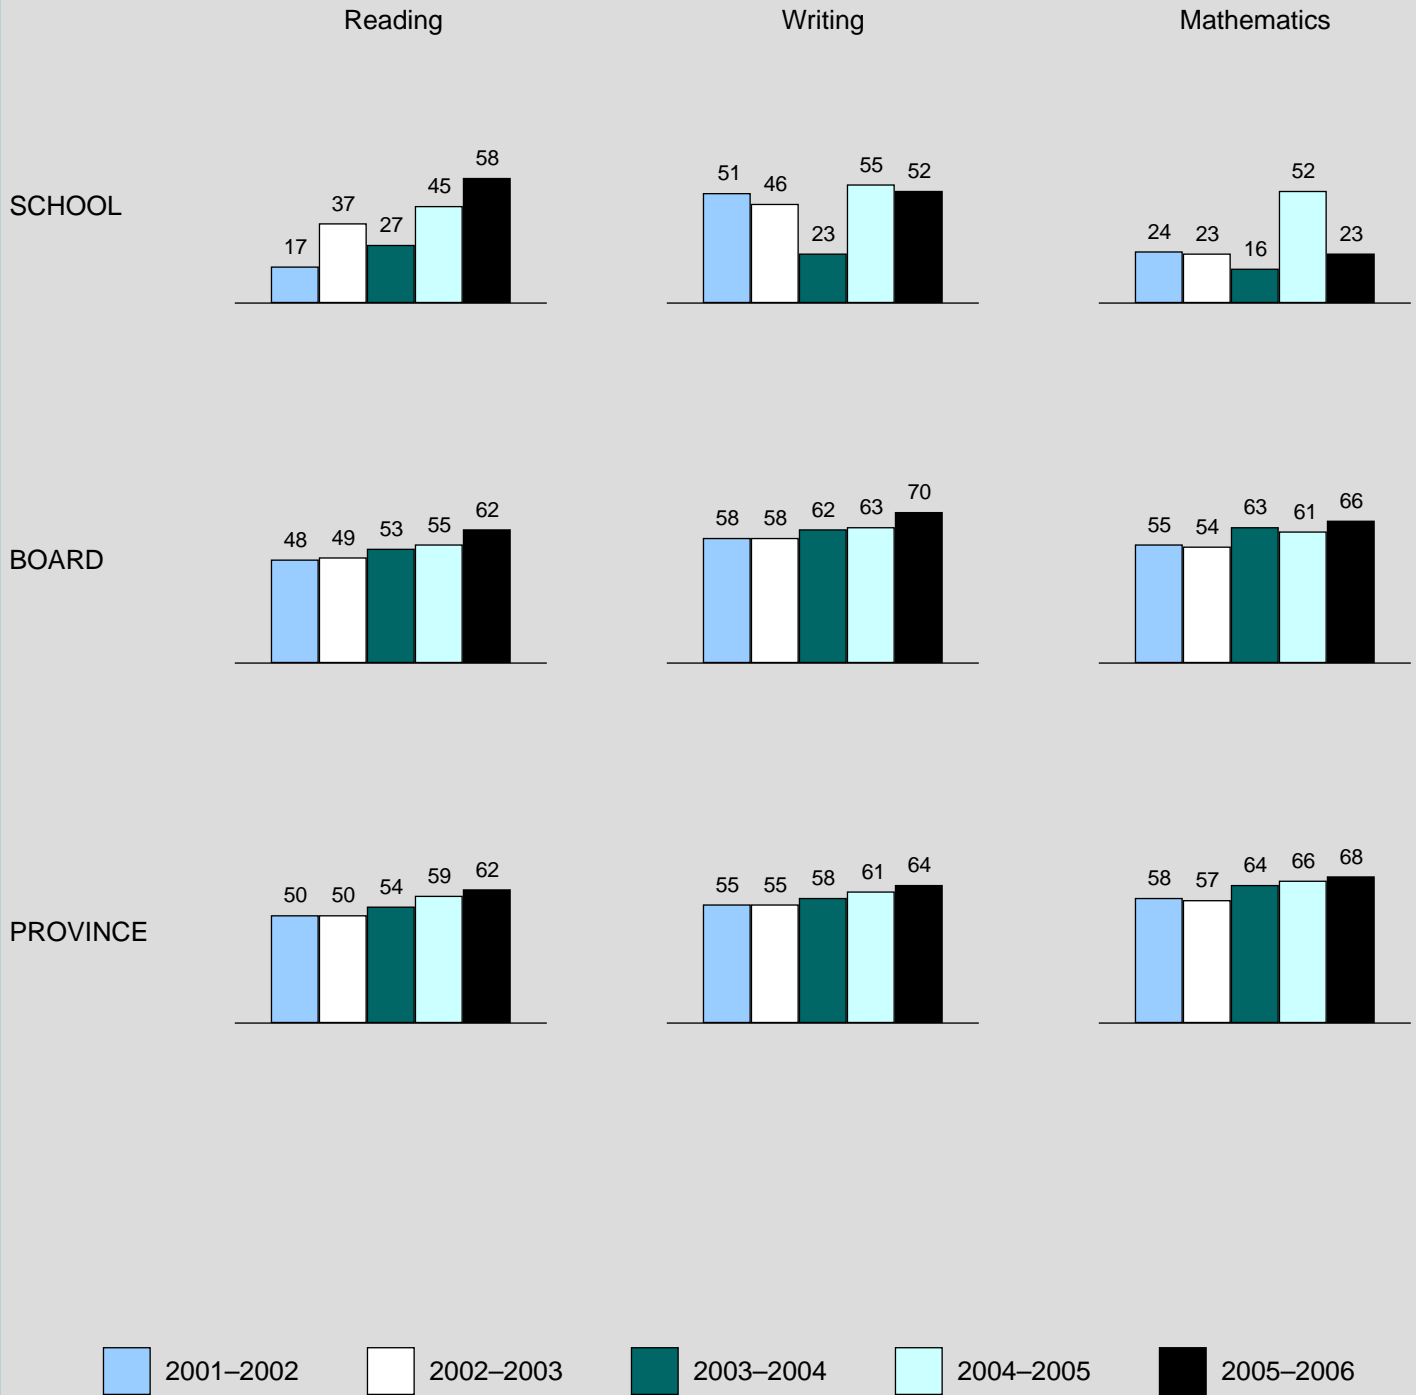 Reading Writing Mathematics
SCHOOL
17 37 27 45 58
51 46 23 55 52
24 23 16 52 23
BOARD
48 49 53 55 62
58 58 62 63 70
55 54 63 61 66
PROVINCE
50 50 54 59 62
55 55 58 61 64
58 57 64 66 68
2001–2002 2002–2003 2003–2004 2004–2005 2005–2006